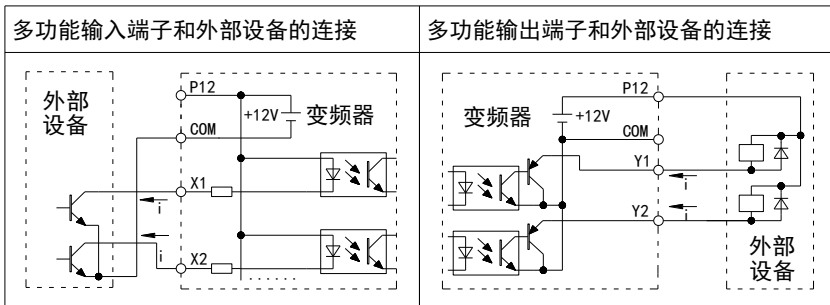 多功能输入端子和外部设备的连接
多功能输出端子和外部设备的连接
外部
设备
P12
+12V
变频器
COM
X1
i
i
X2
......
变频器
P12
+12V
COM
Y1
i
Y2
i
外部
设备